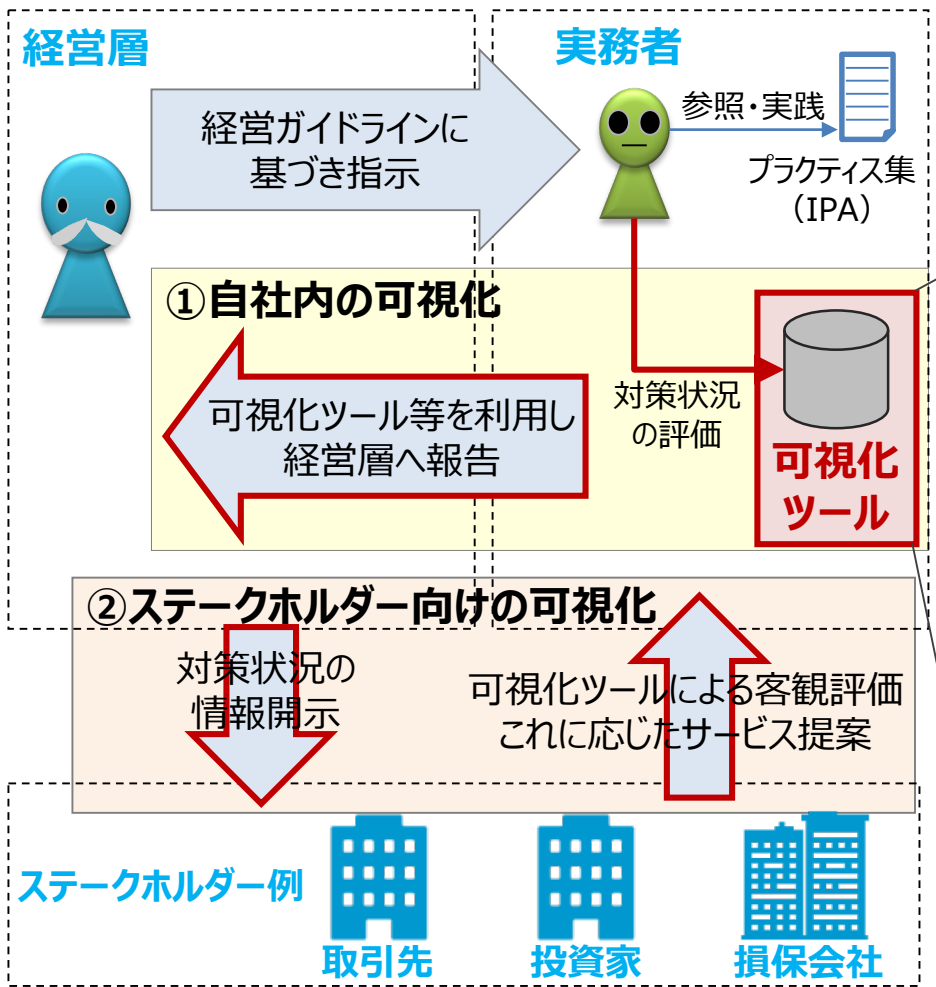 経営層
実務者
経営ガイドラインに
基づき指示
参照・実践
プラクティス集
（IPA）
①自社内の可視化
可視化ツール等を利用し
経営層へ報告
対策状況
の評価
可視化
ツール
②ステークホルダー向けの可視化
対策状況の
情報開示
可視化ツールによる客観評価
これに応じたサービス提案
ステークホルダー例
取引先
投資家
損保会社